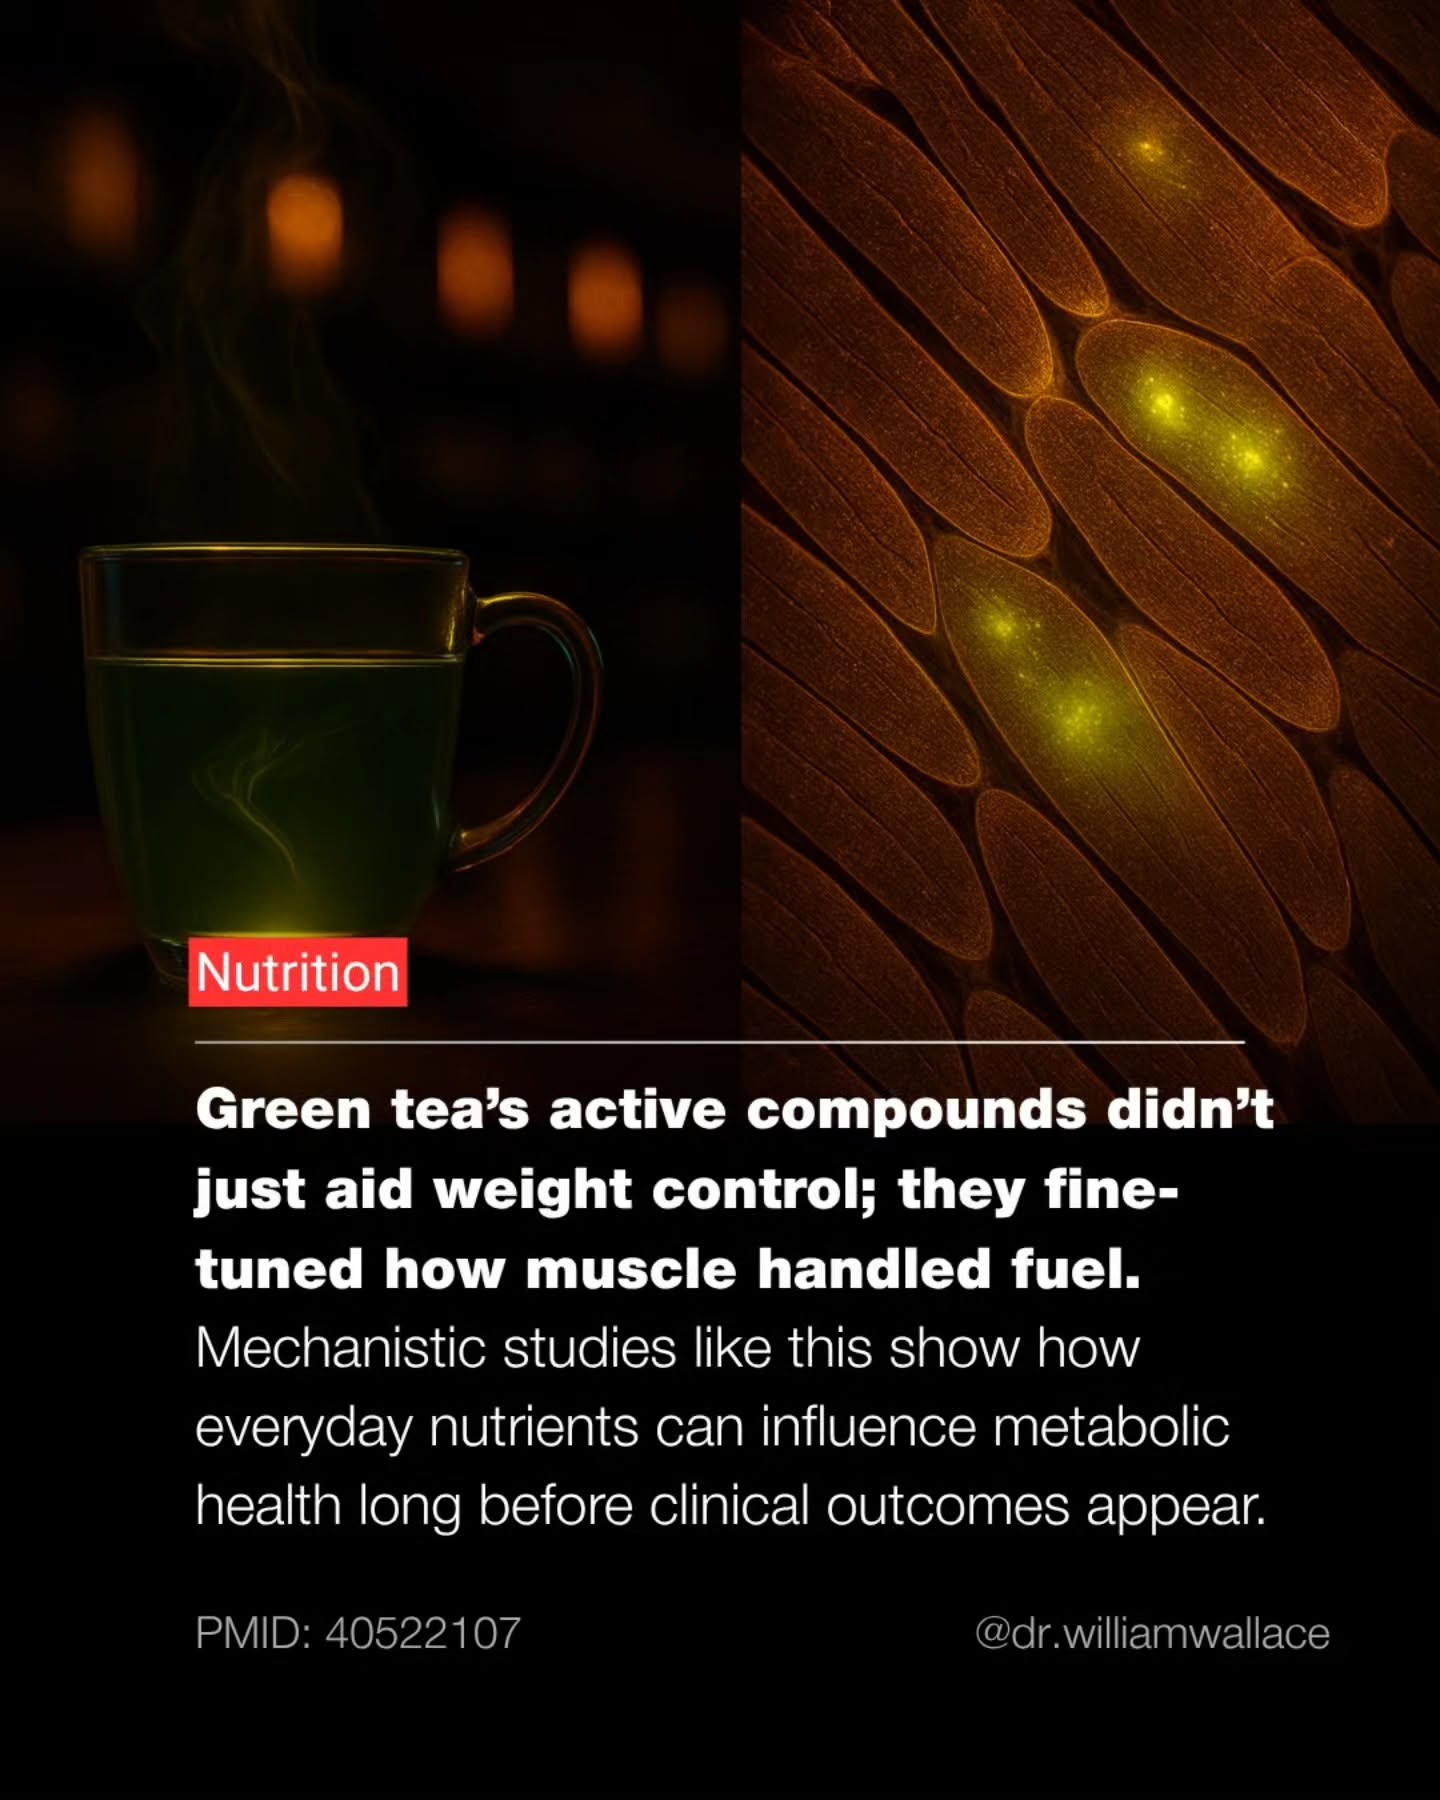 Nutrition
Green tea’s active compounds didn’t
just aid weight control; they fine-
tuned how muscle handled fuel.
Mechanistic studies like this show how
everyday nutrients can influence metabolic
health long before clinical outcomes appear.
PMID: 40522107
@dr.williamwallace